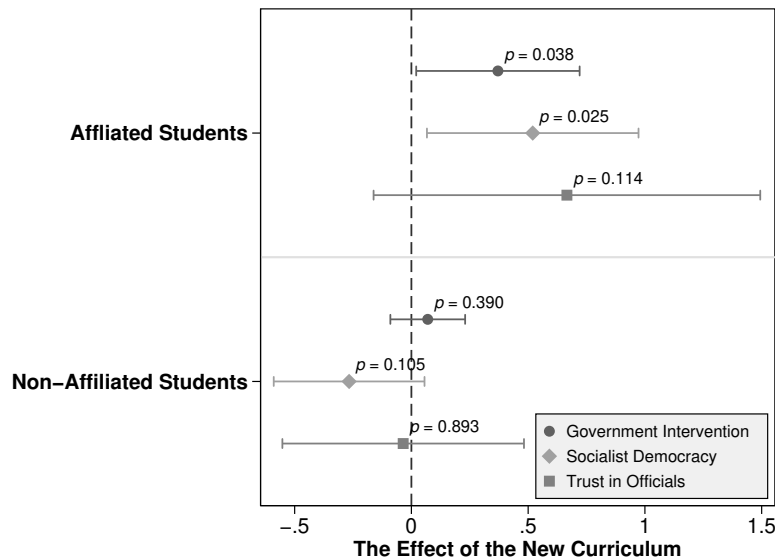 p = 0.038
Affliated Students
p = 0.025
p = 0.114
p = 0.390
Non−Affiliated Students
p = 0.105
p = 0.893
Government Intervention
Socialist Democracy
Trust in Officials
−.5 0 .5 1 1.5
The Effect of the New Curriculum